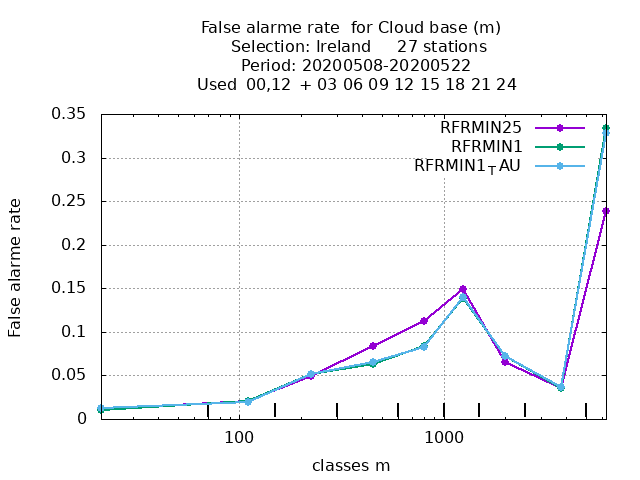 False alarme rate  for Cloud base (m)
Selection: Ireland     27 stations
Period: 20200508-20200522
Used  00,12  + 03 06 09 12 15 18 21 24
RFRMIN25
RFRMIN1
RFRMIN1_TAU
0.35
0.3
0.25
0.2
0.15
0.1
0.05
0
False alarme rate
100
1000
classes m